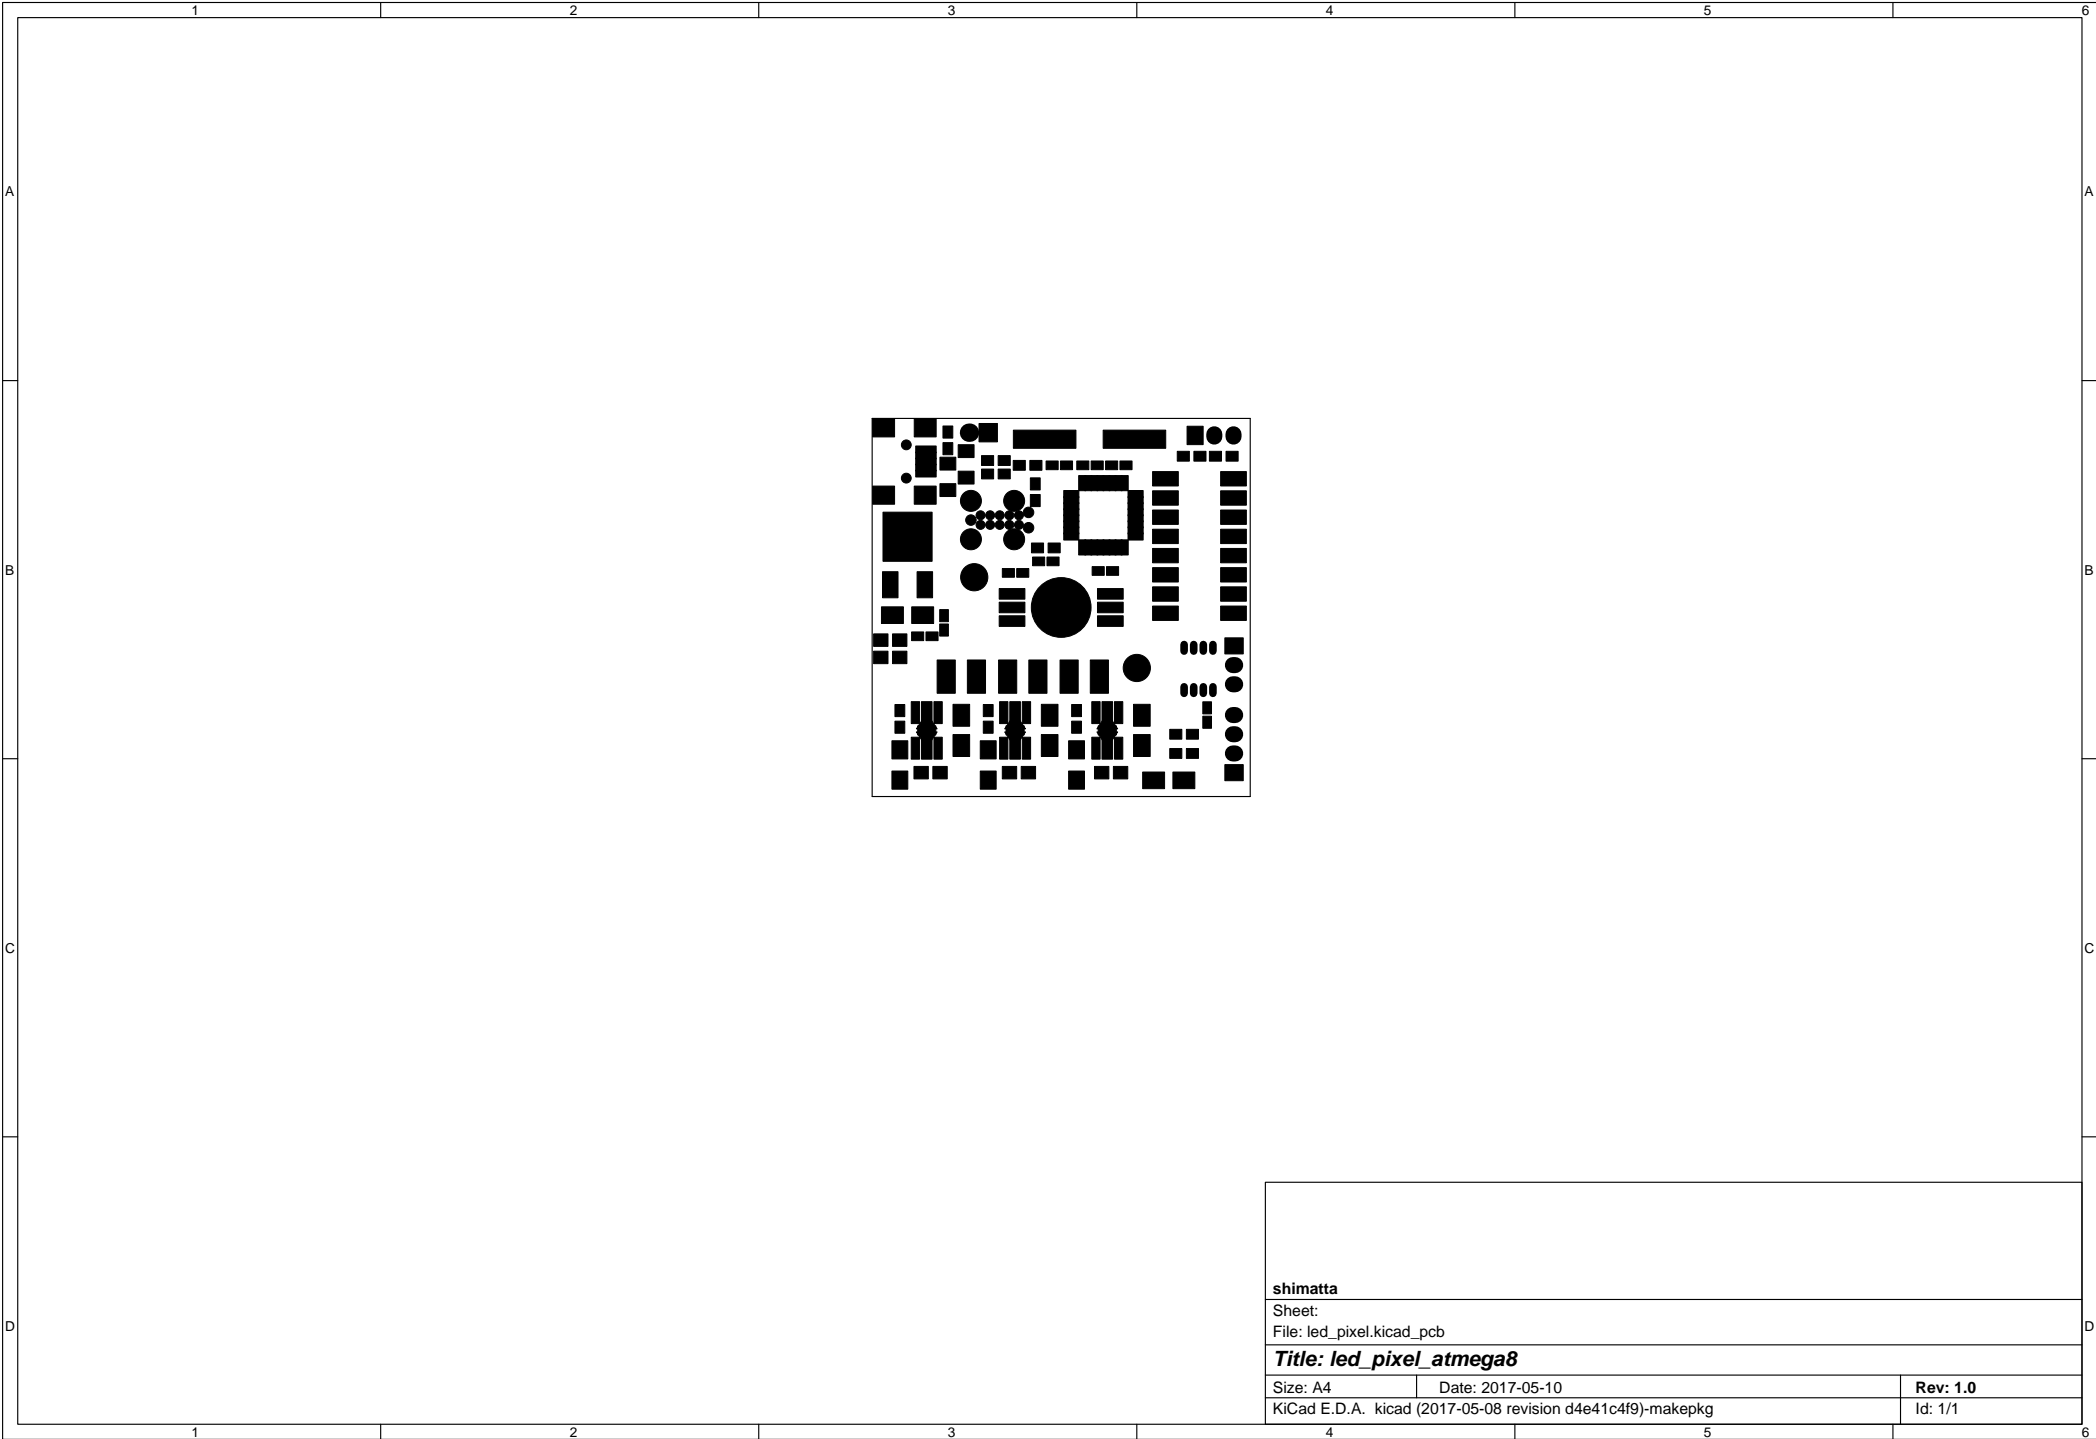 1 2 3 4 5 6
A A
B B
C C
D D
shimatta
Sheet:
File: led_pixel.kicad_pcb
Title: led_pixel_atmega8
Size: A4 Date: 2017-05-10 Rev: 1.0
KiCad E.D.A. kicad (2017-05-08 revision d4e41c4f9)-makepkg Id: 1/1
1 2 3 4 5 6